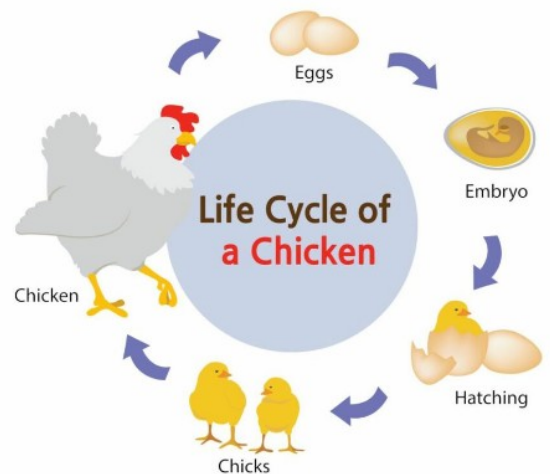 Life Cycle of
a Chicken
Eggs
Embryo
Hatching
Chicks
Chicken